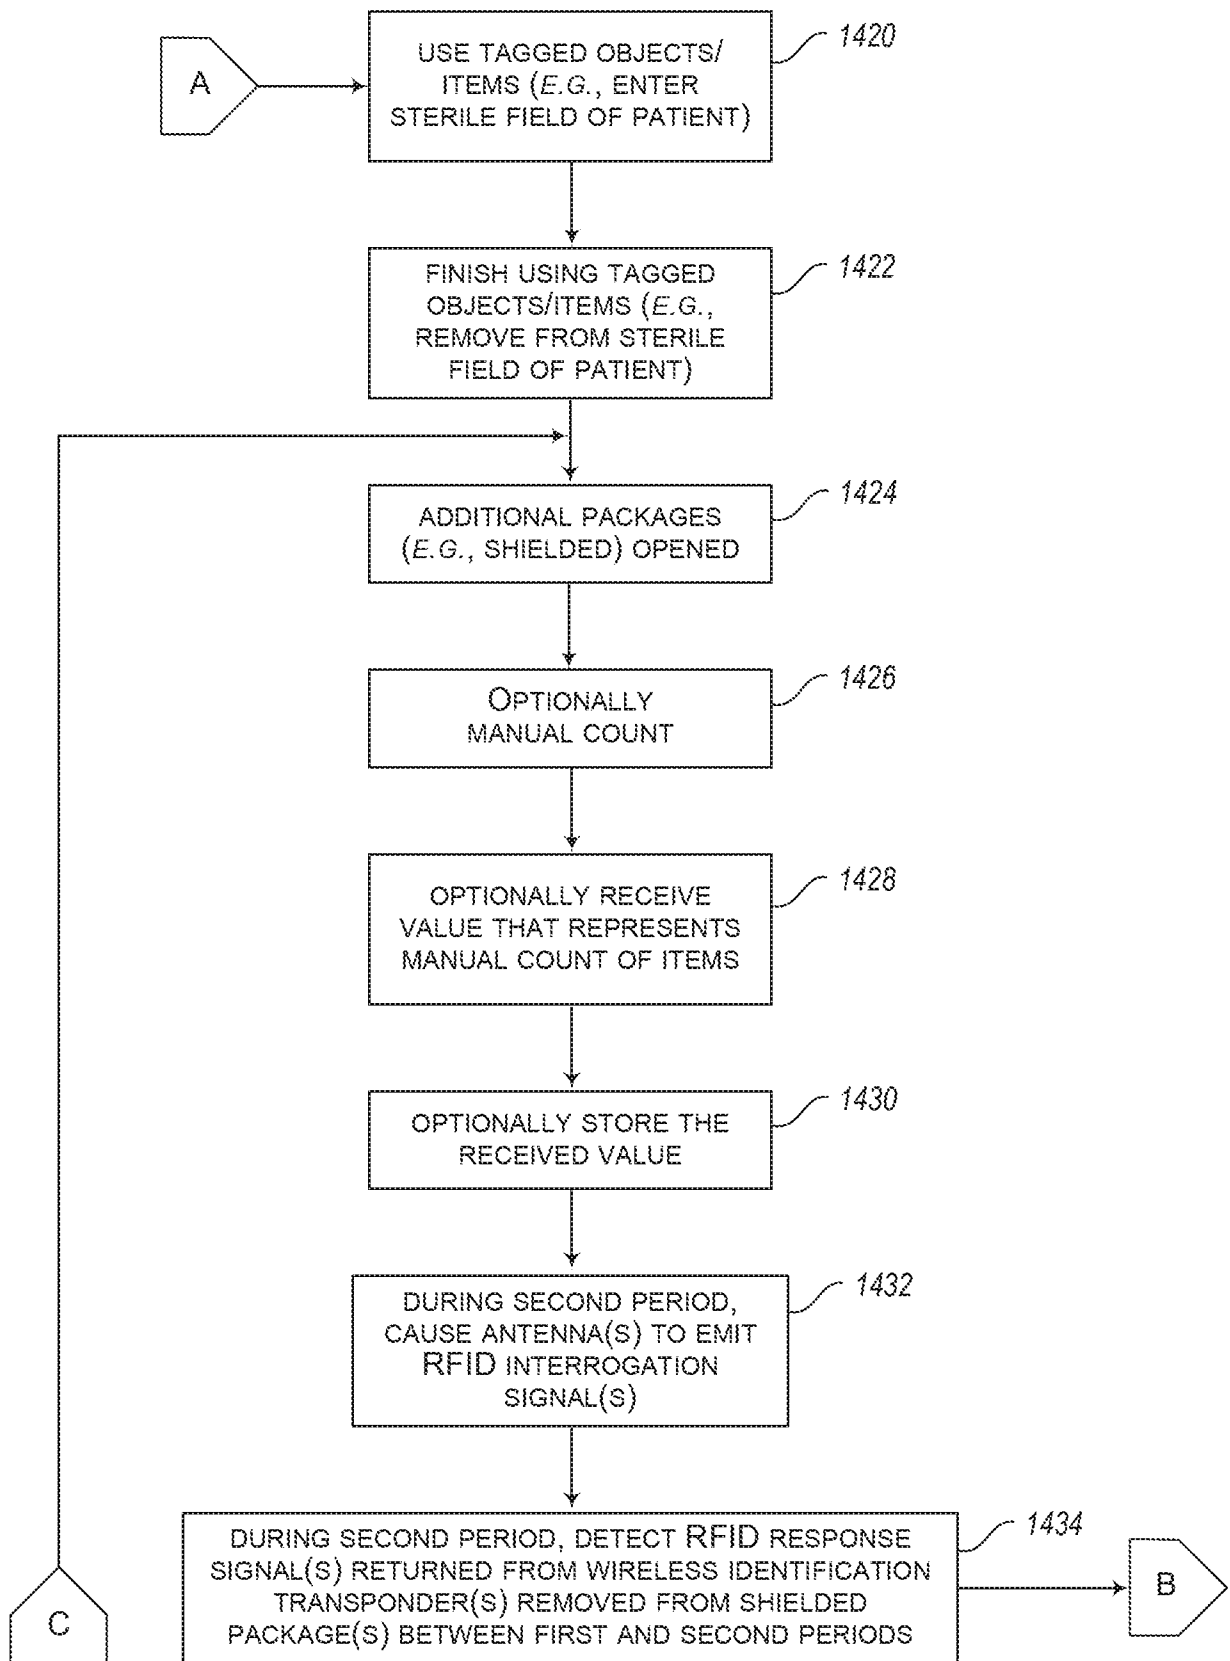 A
USE TAGGED OBJECTS/
ITEMS (E.G., ENTER
STERILE FIELD OF PATIENT)
1420
FINISH USING TAGGED
OBJECTS/ITEMS (E.G.,
REMOVE FROM STERILE
FIELD OF PATIENT)
1422
ADDITIONAL PACKAGES
(E.G., SHIELDED) OPENED
1424
OPTIONALLY
MANUAL COUNT
1426
OPTIONALLY RECEIVE
VALUE THAT REPRESENTS
MANUAL COUNT OF ITEMS
1428
OPTIONALLY STORE THE
RECEIVED VALUE
1430
DURING SECOND PERIOD,
CAUSE ANTENNA(S) TO EMIT
RFID INTERROGATION
SIGNAL(S)
1432
DURING SECOND PERIOD, DETECT RFID RESPONSE
SIGNAL(S) RETURNED FROM WIRELESS IDENTIFICATION
TRANSPONDER(S) REMOVED FROM SHIELDED
PACKAGE(S) BETWEEN FIRST AND SECOND PERIODS
1434
B
C